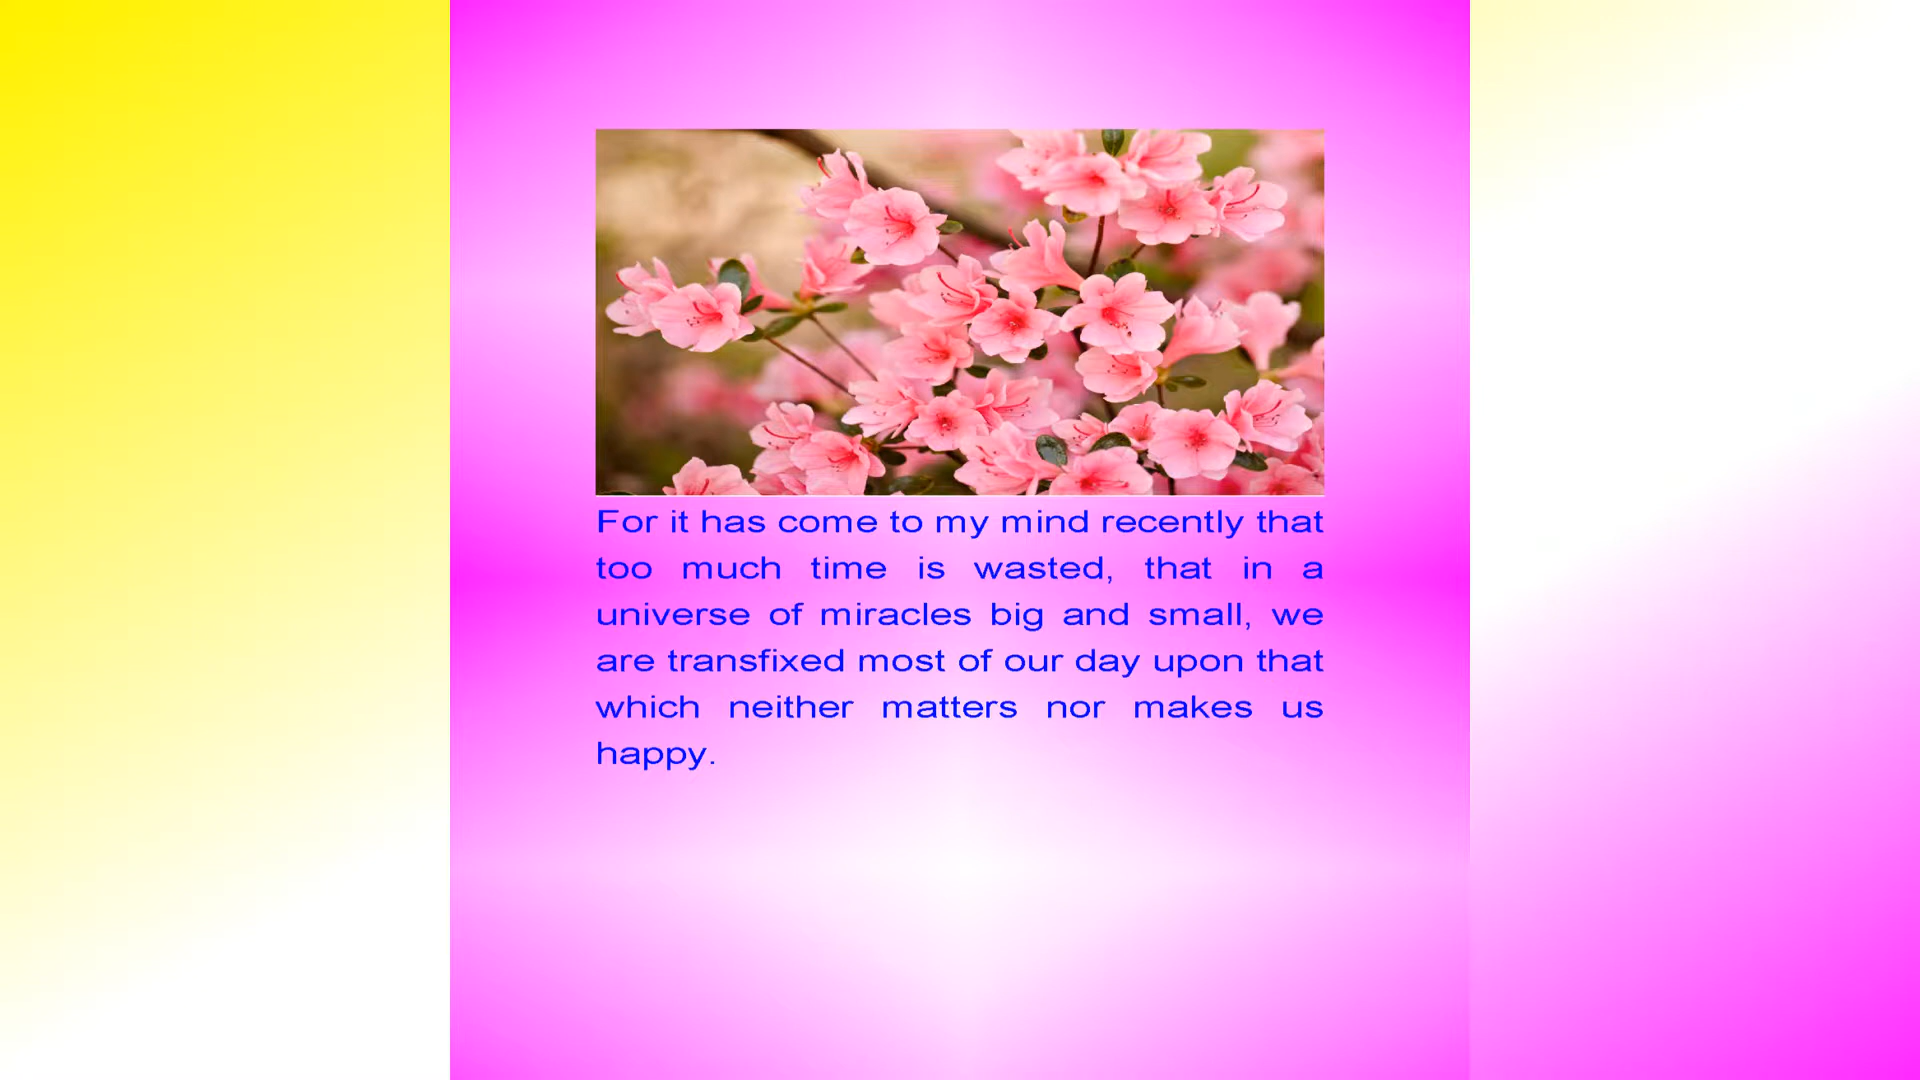 For it has come to my mind recently that
too much time is wasted, that in a
universe of miracles big and small, we
are transfixed most of our day upon that
which neither matters nor makes us
happy.